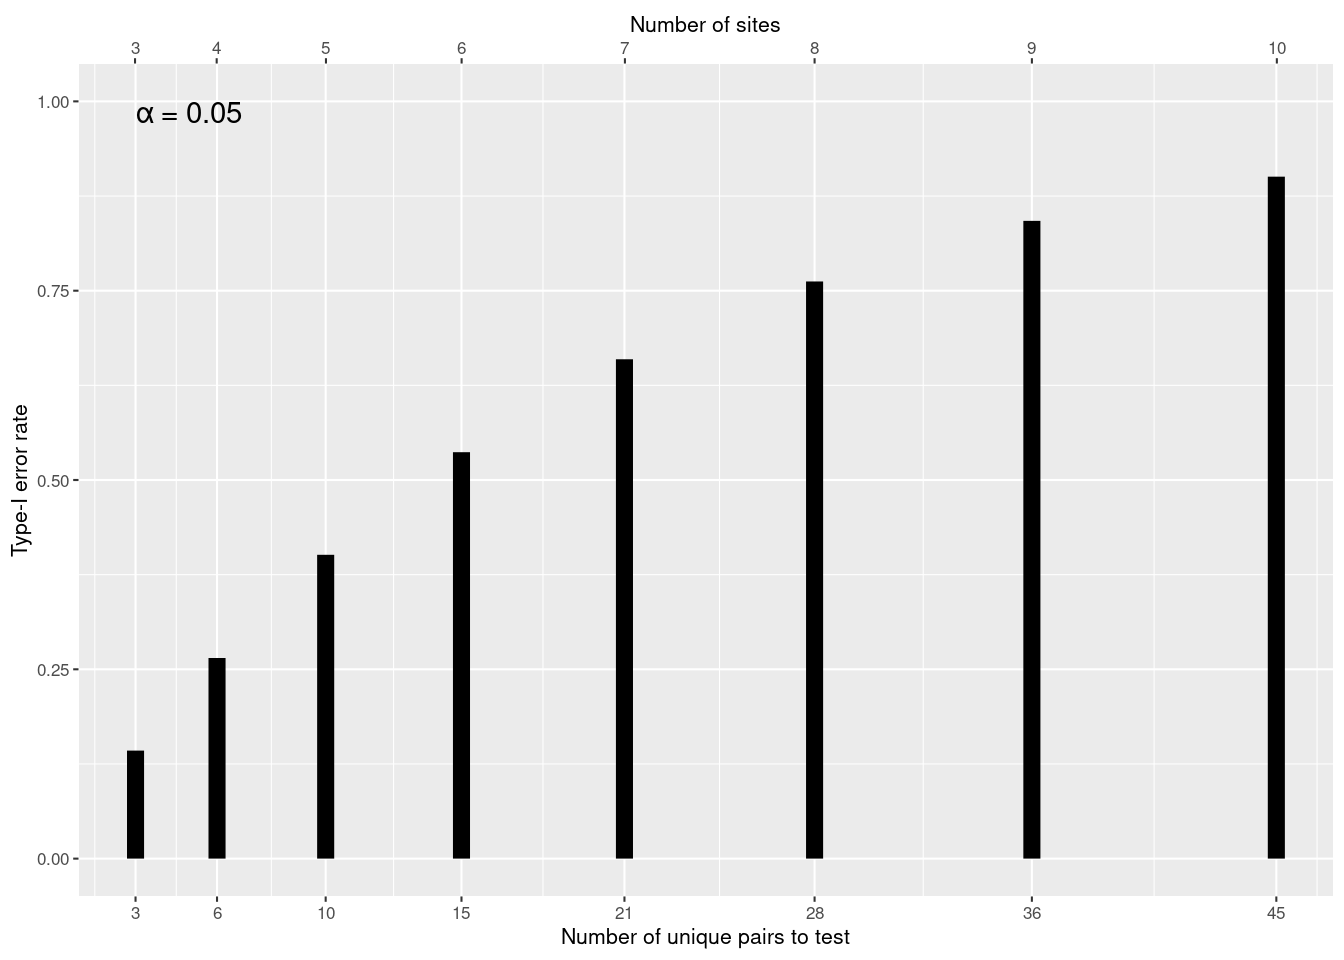 Number of sites
3 4 5 6 7 8 9 10
1.00
α = 0.05
0.75
0.50
0.25
0.00
Type-I error rate
3 6 10 15 21 28 36 45
Number of unique pairs to test